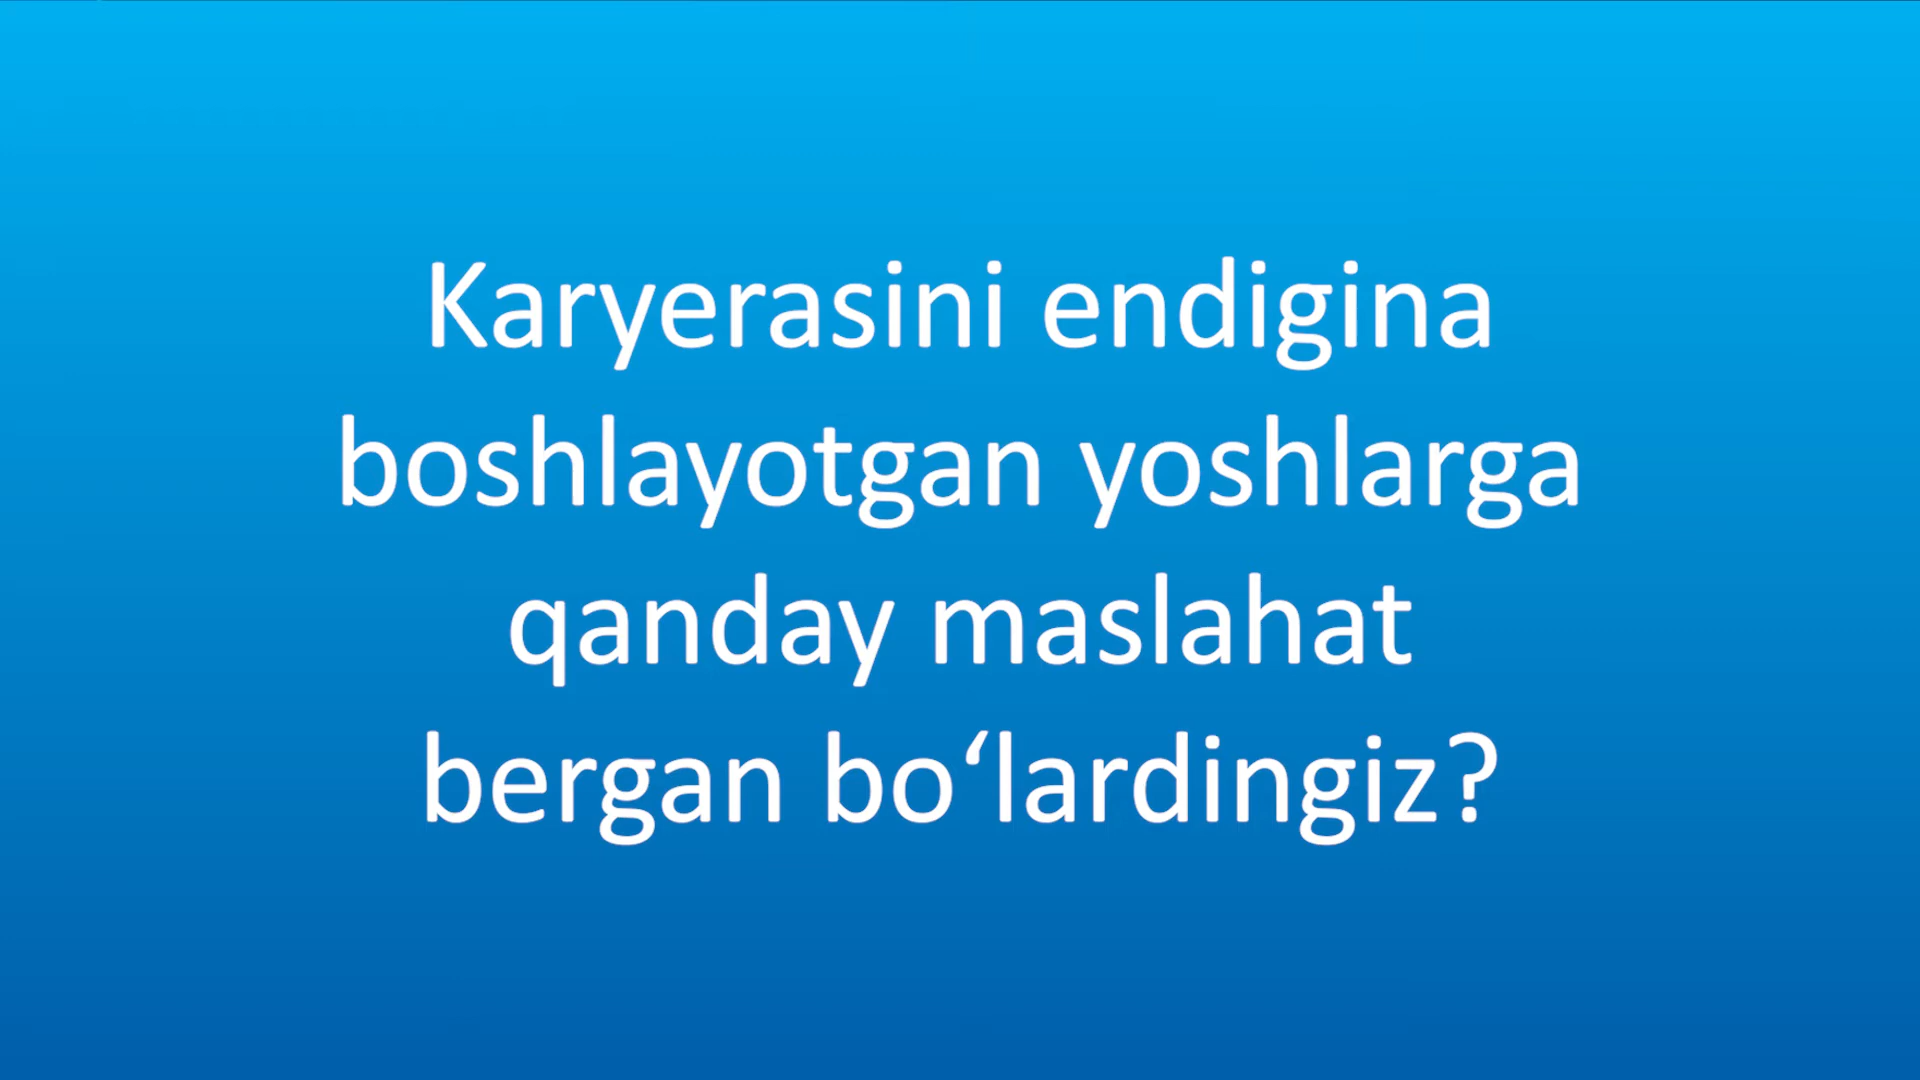 Karyerasini endigina
boshlayotgan yoshlarga
qanday maslahat
bergan bo‘lardingiz?